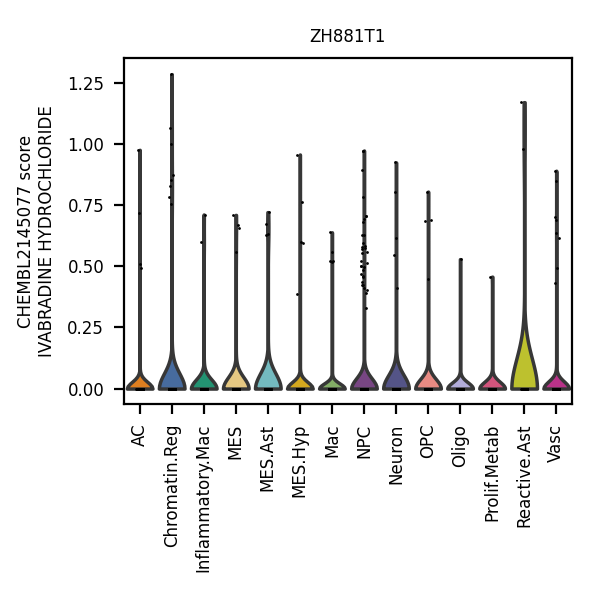 ZH881T1
CHEMBL2145077 score
IVABRADINE HYDROCHLORIDE
1.25
1.00
0.75
0.50
0.25
0.00
AC
Chromatin.Reg
Inflammatory.Mac
MES
MES.Ast
MES.Hyp
Mac
NPC
Neuron
OPC
Oligo
Prolif.Metab
Reactive.Ast
Vasc